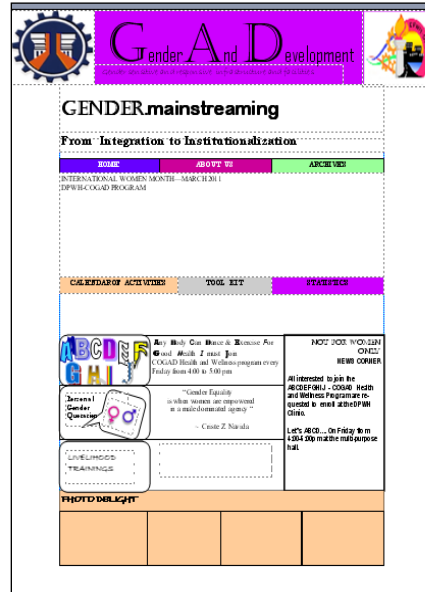 Gender And Development
GENDER.mainstreaming
From Integration to Institutionalization
HOME ABOUT US ARCHIVES
INTERNATIONAL WOMEN MONTH---MARCH 2011
DPWH-COGAD PROGRAM
CALENDAR OF ACTIVITIES TOOL KIT STATISTICS
ABCDEF
GHIJ
Any Body Can Dance & Exercise For
Good Health I must Join
COGAD Health and Wellness program every
Friday from 4:00 to 5:00 pm
Personal
Gender
Question
"Gender Equality
is when women are empowered
in a male dominated agency "
LIVELIHOOD
TRAININGS
NOT FOR WOMEN
ONLY
NEWS CORNER
All interested to join the
ABCDEFGHIJ - COGAD Health
and Wellness Program are re-
quested to enroll at the DPWH
Clinic.
Let's ABCD.... On Friday from
4:00-4:00pm at the multi-purpose
hall.
PHOTO DELIGHT